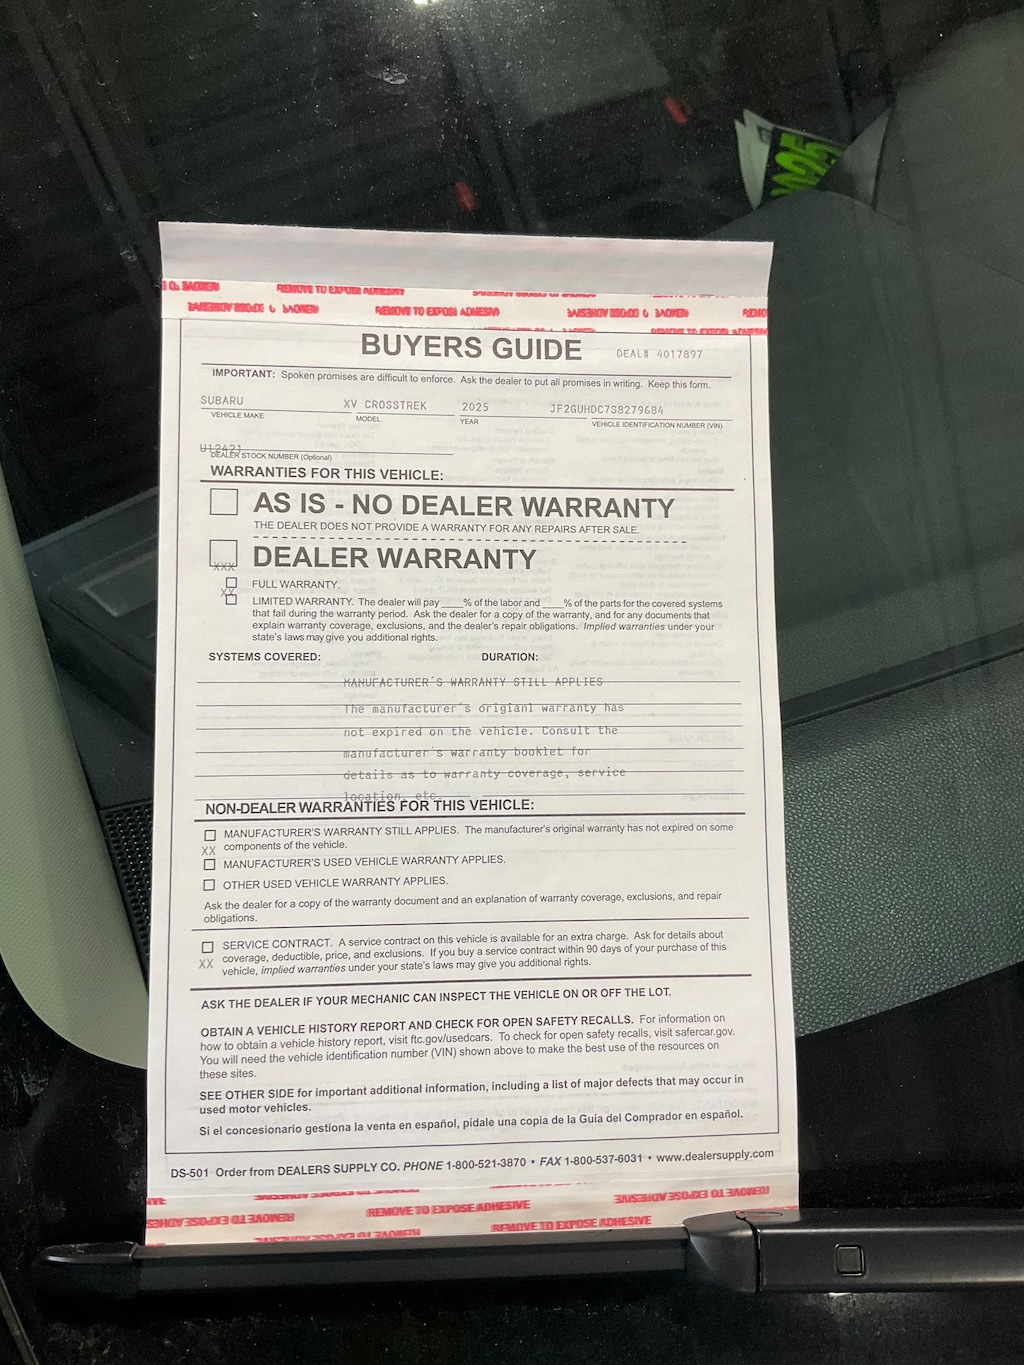 REMOVE TO EXPOSE ADHESIVE
REMOVE TO EXPOSE ADHESIVE
BUYERS GUIDE DEAL# 4017897
IMPORTANT: Spoken promises are difficult to enforce. Ask the dealer to put all promises in writing. Keep this form.
SUBARU XV CROSSTREK 2025 JF2GUHDC7S8279684
VEHICLE MAKE MODEL YEAR VEHICLE IDENTIFICATION NUMBER (VIN)
U12421
DEALER STOCK NUMBER (Optional)
WARRANTIES FOR THIS VEHICLE:
AS IS - NO DEALER WARRANTY
THE DEALER DOES NOT PROVIDE A WARRANTY FOR ANY REPAIRS AFTER SALE.
XXX DEALER WARRANTY
FULL WARRANTY.
XX
LIMITED WARRANTY. The dealer will pay ____% of the labor and ____% of the parts for the covered systems
that fail during the warranty period. Ask the dealer for a copy of the warranty, and for any documents that
explain warranty coverage, exclusions, and the dealer's repair obligations. Implied warranties under your
state's laws may give you additional rights.
SYSTEMS COVERED: DURATION:
MANUFACTURER'S WARRANTY STILL APPLIES
The manufacturer's origianl warranty has
not expired on the vehicle. Consult the
manufacturer's warranty booklet for
details as to warranty coverage, service
location, etc.
NON-DEALER WARRANTIES FOR THIS VEHICLE:
MANUFACTURER'S WARRANTY STILL APPLIES. The manufacturer's original warranty has not expired on some
XX components of the vehicle.
MANUFACTURER'S USED VEHICLE WARRANTY APPLIES.
OTHER USED VEHICLE WARRANTY APPLIES.
Ask the dealer for a copy of the warranty document and an explanation of warranty coverage, exclusions, and repair
obligations.
SERVICE CONTRACT. A service contract on this vehicle is available for an extra charge. Ask for details about
XX coverage, deductible, price, and exclusions. If you buy a service contract within 90 days of your purchase of this
vehicle, implied warranties under your state's laws may give you additional rights.
ASK THE DEALER IF YOUR MECHANIC CAN INSPECT THE VEHICLE ON OR OFF THE LOT.
OBTAIN A VEHICLE HISTORY REPORT AND CHECK FOR OPEN SAFETY RECALLS. For information on
how to obtain a vehicle history report, visit ftc.gov/usedcars. To check for open safety recalls, visit safercar.gov.
You will need the vehicle identification number (VIN) shown above to make the best use of the resources on
these sites.
SEE OTHER SIDE for important additional information, including a list of major defects that may occur in
used motor vehicles.
Si el concesionario gestiona la venta en español, pídale una copia de la Guía del Comprador en español.
DS-501 Order from DEALERS SUPPLY CO. PHONE 1-800-521-3870 • FAX 1-800-537-6031 • www.dealersupply.com
REMOVE TO EXPOSE ADHESIVE
REMOVE TO EXPOSE ADHESIVE
REMOVE TO EXPOSE ADHESIVE
REMOVE TO EXPOSE ADHESIVE